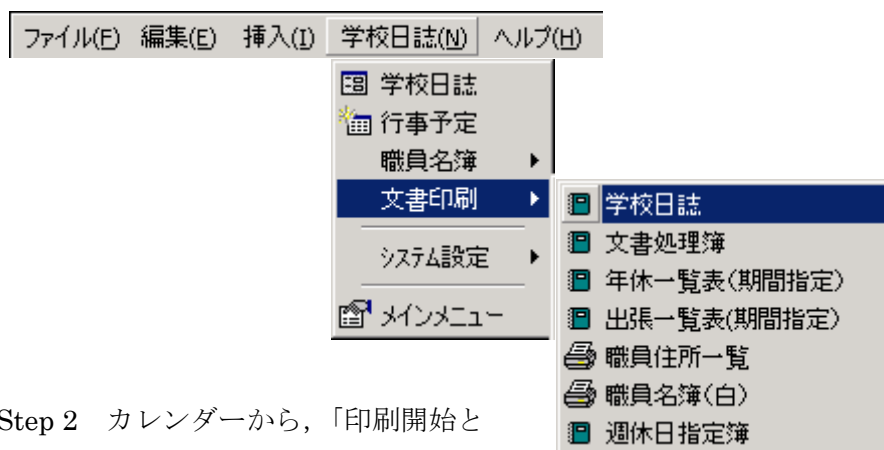 ファイル(F) 編集(E) 挿入(I) 学校日誌(N) ヘルプ(H)
学校日誌
行事予定
職員名簿
文書印刷
システム設定
メインメニュー
学校日誌
文書処理簿
年休一覧表(期間指定)
出張一覧表(期間指定)
職員住所一覧
職員名簿(白)
週休日指定簿
Step 2 カレンダーから,「印刷開始と